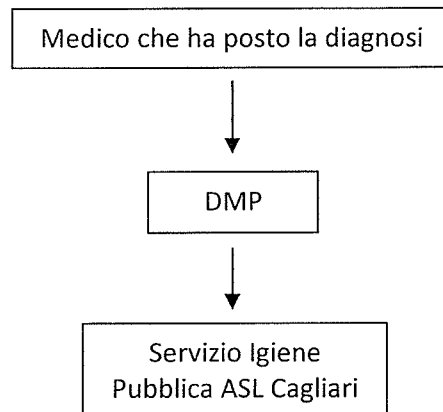 Medico che ha posto la diagnosi
DMP
Servizio Igiene
Pubblica ASL Cagliari